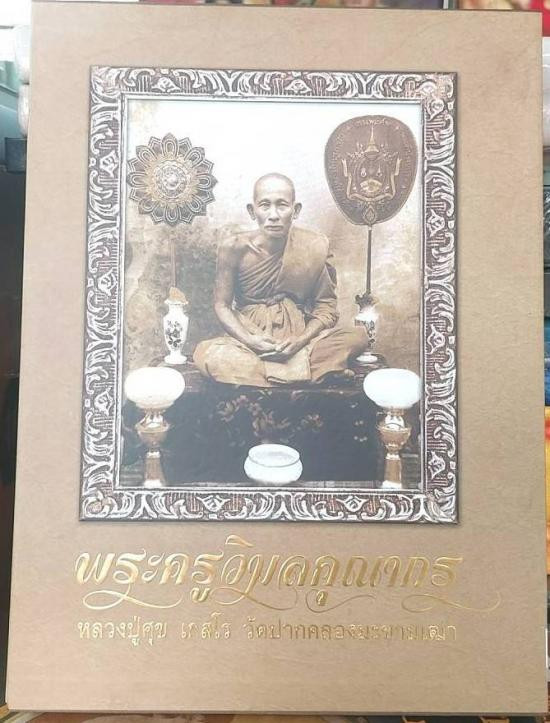 พระครูวิมลคุณากร
หลวงปู่ศุข เกสโร วัดปากคลองมะขามเฒ่า